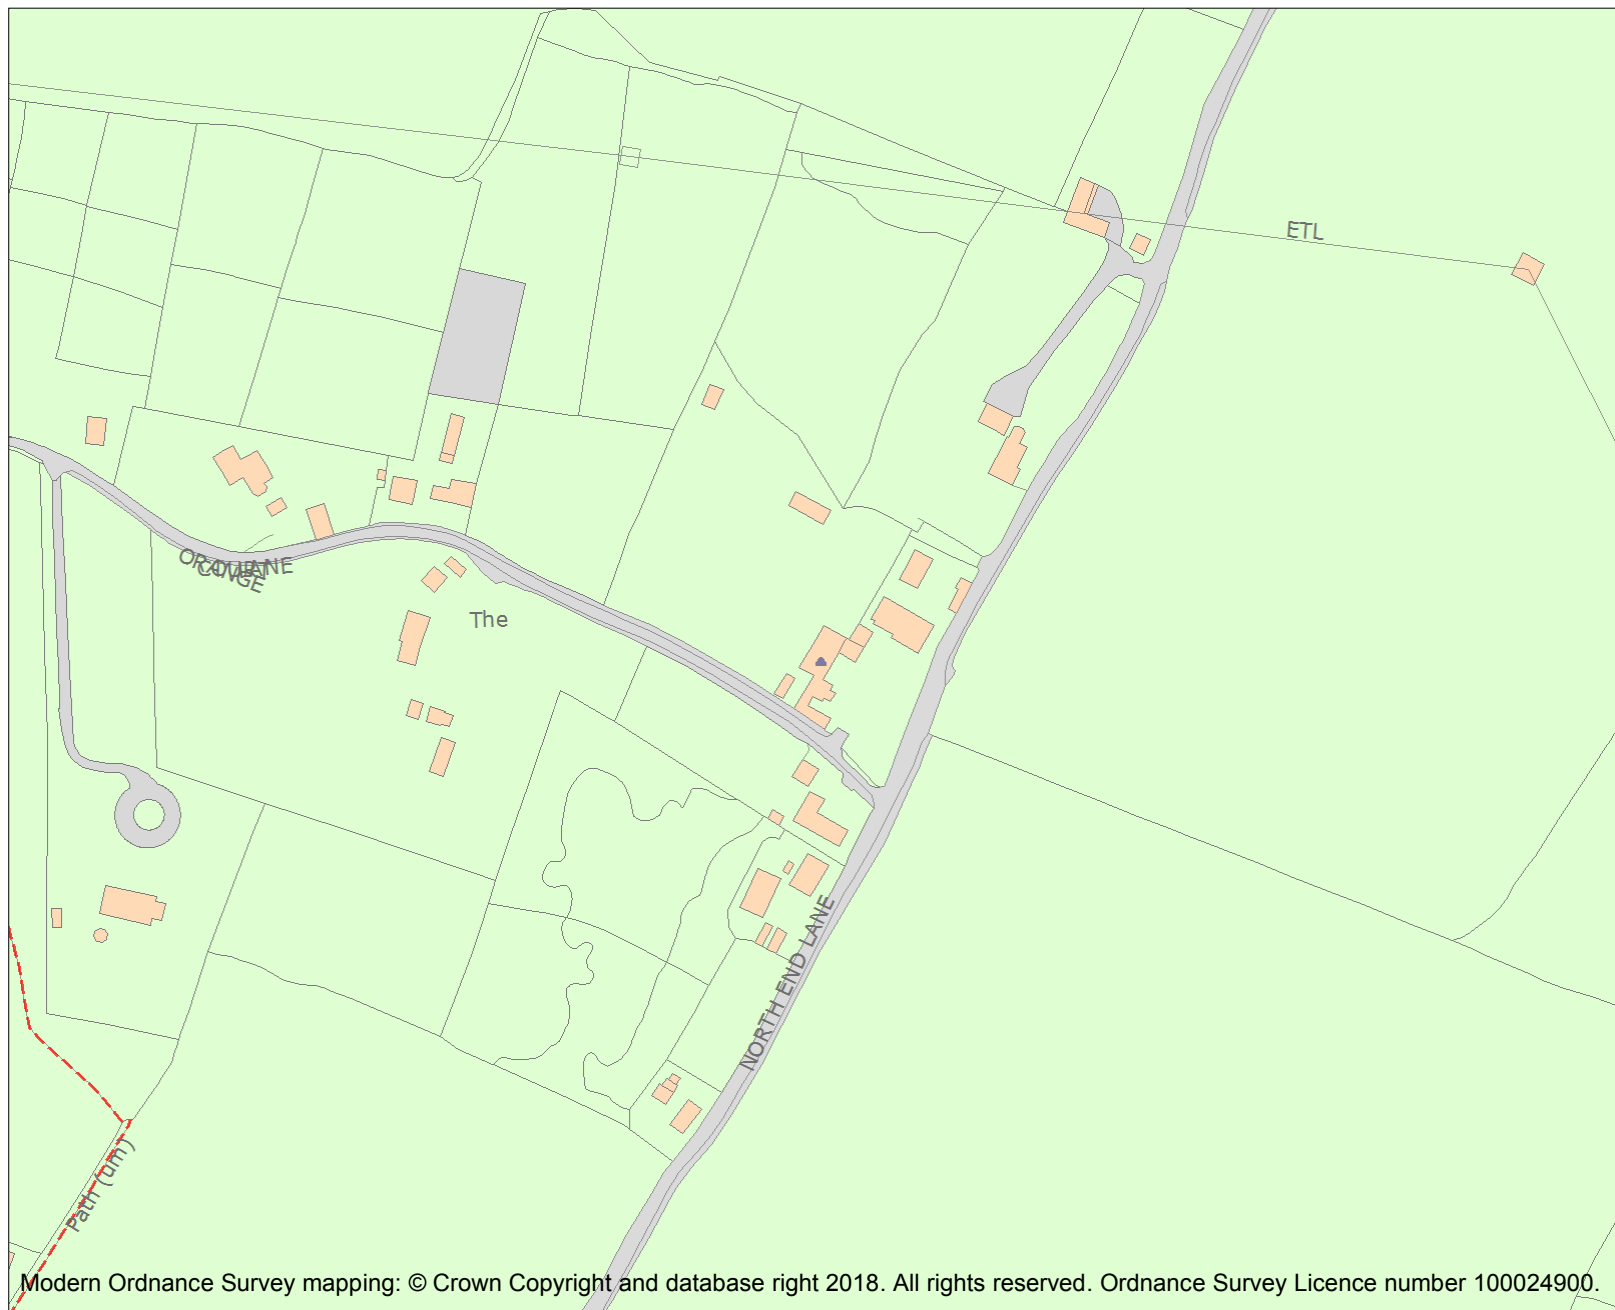 ETL
LANE
The
NORTH END LANE
Path (um)
Modern Ordnance Survey mapping: © Crown Copyright and database right 2018. All rights reserved. Ordnance Survey Licence number 100024900.